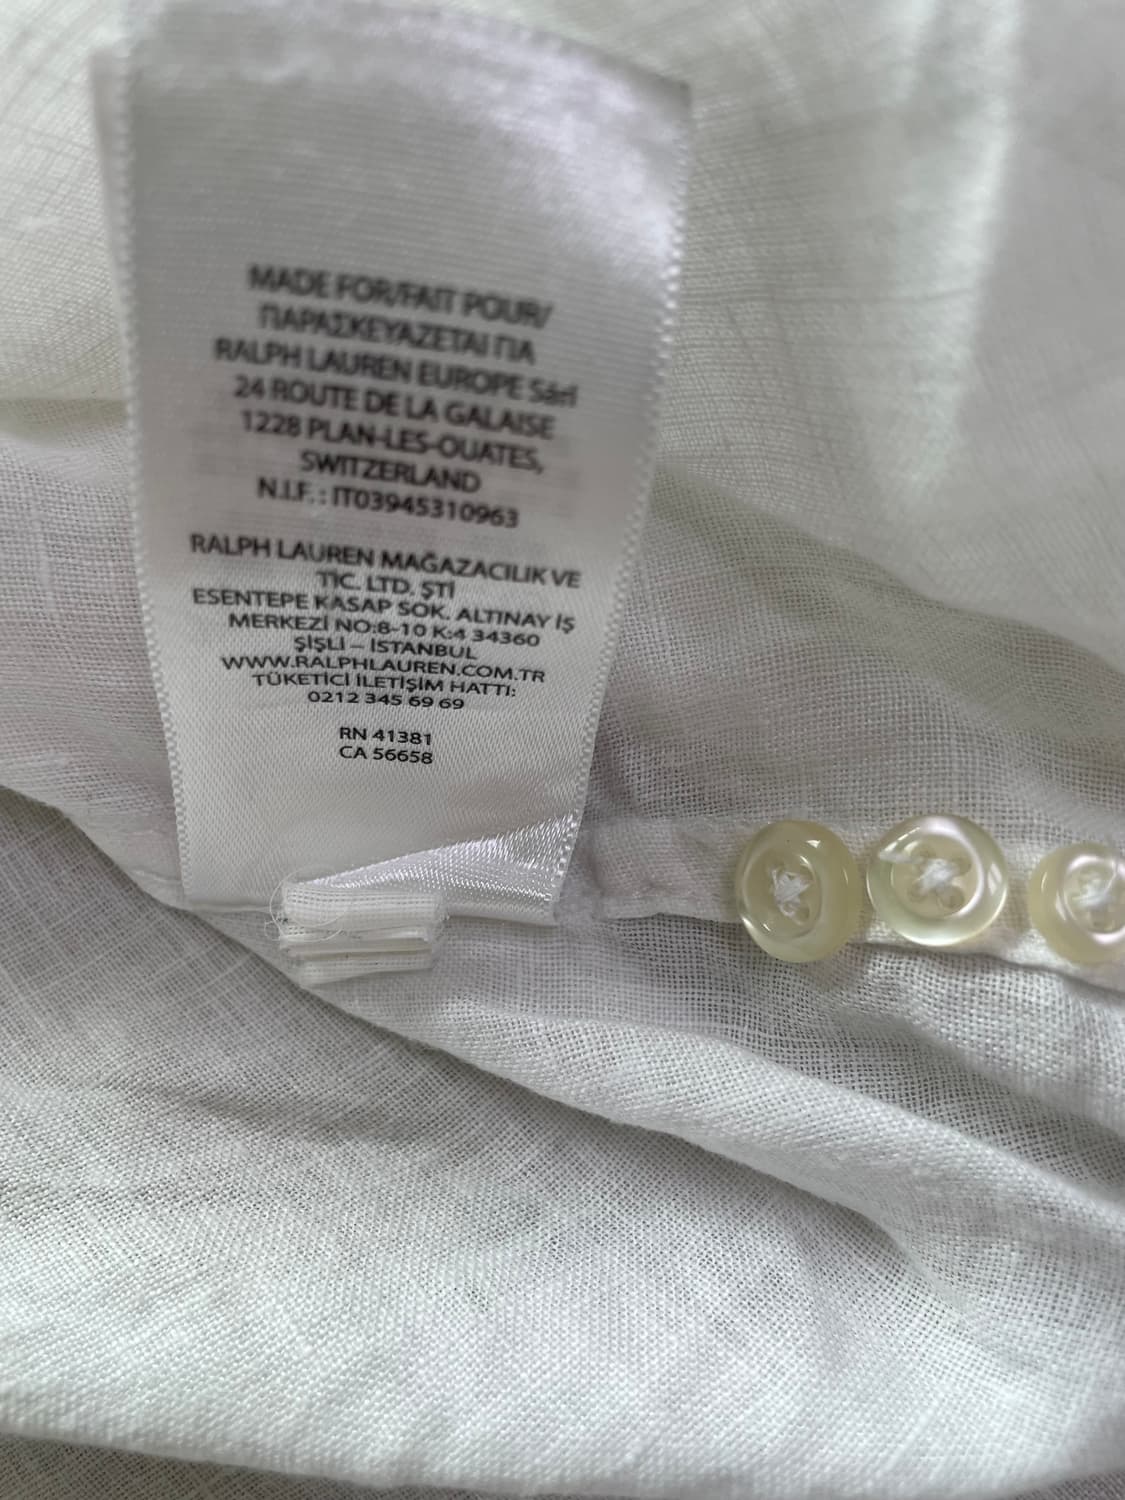 MADE FOR/FAIT POUR/
ΠΑΡΑΣΚΕΥΑΖΕΤΑΙ ΓΙΑ
RALPH LAUREN EUROPE Sàrl
24 ROUTE DE LA GALAISE
1228 PLAN-LES-OUATES,
SWITZERLAND
N.I.F. : IT03945310963
RALPH LAUREN MAĞAZACILIK VE
TİC. LTD. ŞTİ
ESENTEPE KASAP SOK. ALTINAY İŞ
MERKEZİ NO:8-10 K:4 34360
ŞİŞLİ – İSTANBUL
WWW.RALPHLAUREN.COM.TR
TÜKETİCİ İLETİŞİM HATTI:
0212 345 69 69
RN 41381
CA 56658